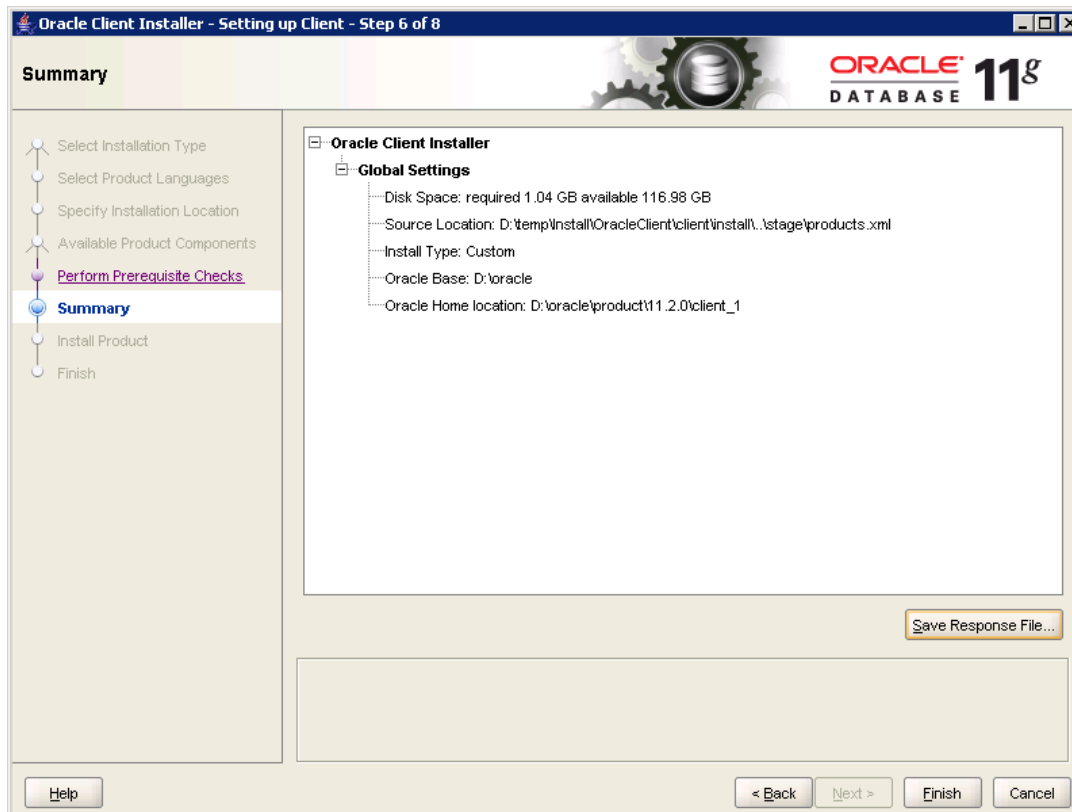 Oracle Client Installer - Setting up Client - Step 6 of 8
Summary
ORACLE®
DATABASE
11g
Select Installation Type
Select Product Languages
Specify Installation Location
Available Product Components
Perform Prerequisite Checks
Summary
Install Product
Finish
Oracle Client Installer
Global Settings
Disk Space: required 1.04 GB available 116.98 GB
Source Location: D:\temp\Install\OracleClient\client\install\..\stage\products.xml
Install Type: Custom
Oracle Base: D:\oracle
Oracle Home location: D:\oracle\product\11.2.0\client_1
Save Response File...
Help
< Back
Next >
Finish
Cancel